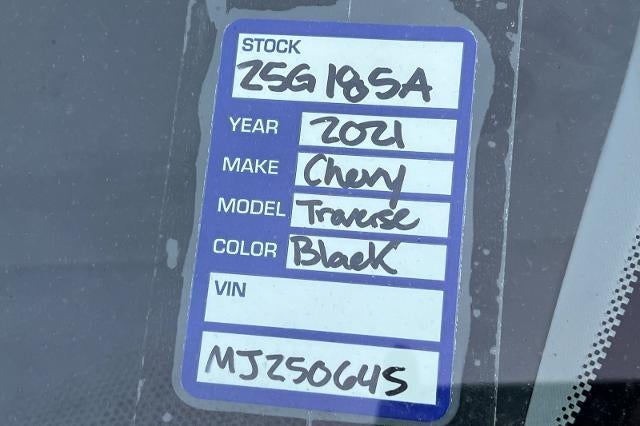 STOCK
25G185A
YEAR 2021
MAKE Chevy
MODEL Traverse
COLOR Black
VIN
MJ250645